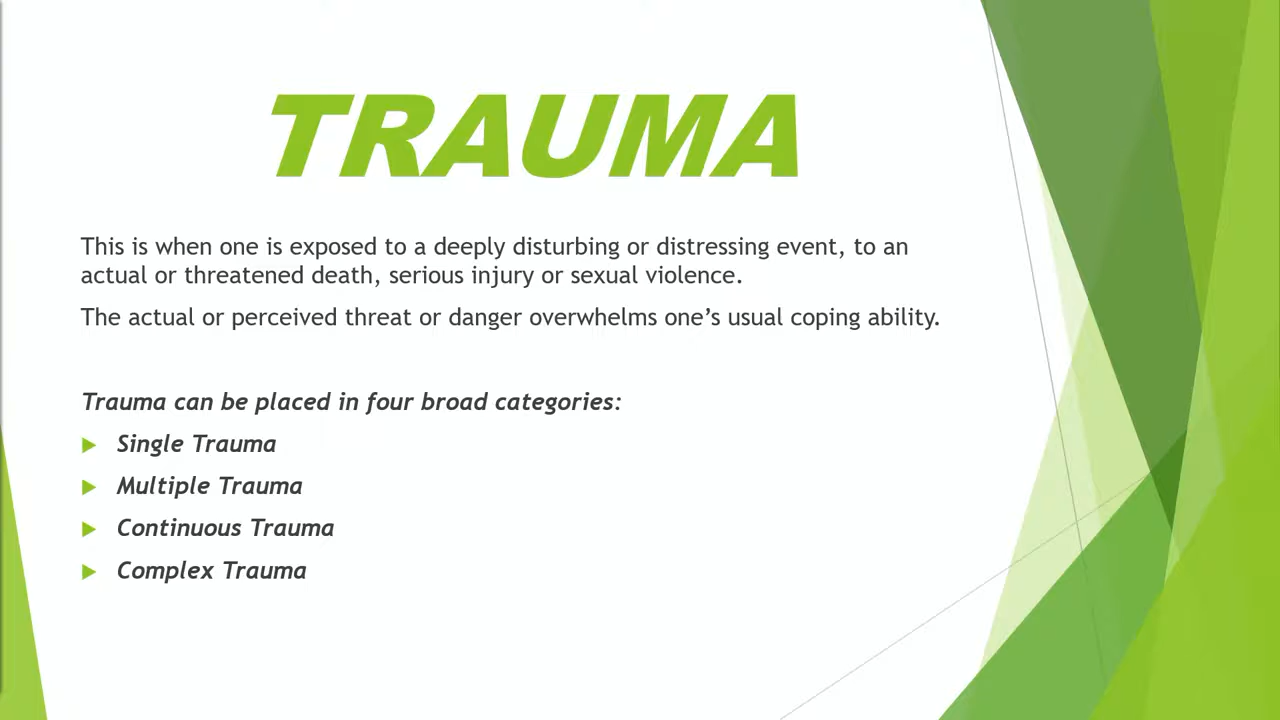 TRAUMA
This is when one is exposed to a deeply disturbing or distressing event, to an
actual or threatened death, serious injury or sexual violence.
The actual or perceived threat or danger overwhelms one’s usual coping ability.
Trauma can be placed in four broad categories:
Single Trauma
Multiple Trauma
Continuous Trauma
Complex Trauma